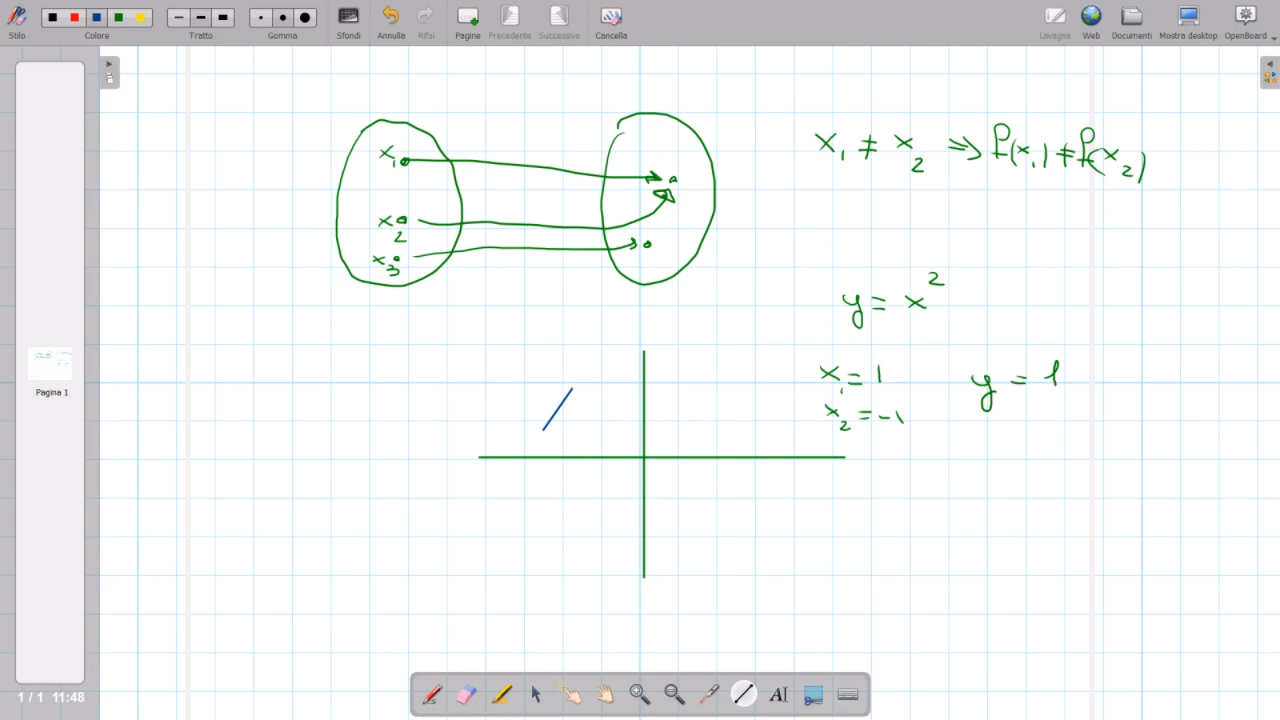 Stilo
Colore
Tratto
Gomma
Sfondi
Annulla
Rifai
Pagine
Precedente
Successivo
Cancella
Lavagna
Web
Documenti
Mostra desktop
OpenBoard
Pagina 1
1 / 1 11:48
x₁
x₂
x₃
x₁ ≠ x₂ ⇒ f(x₁) ≠ f(x₂)
y = x²
x₁ = 1
y = 1
x₂ = -1
AI